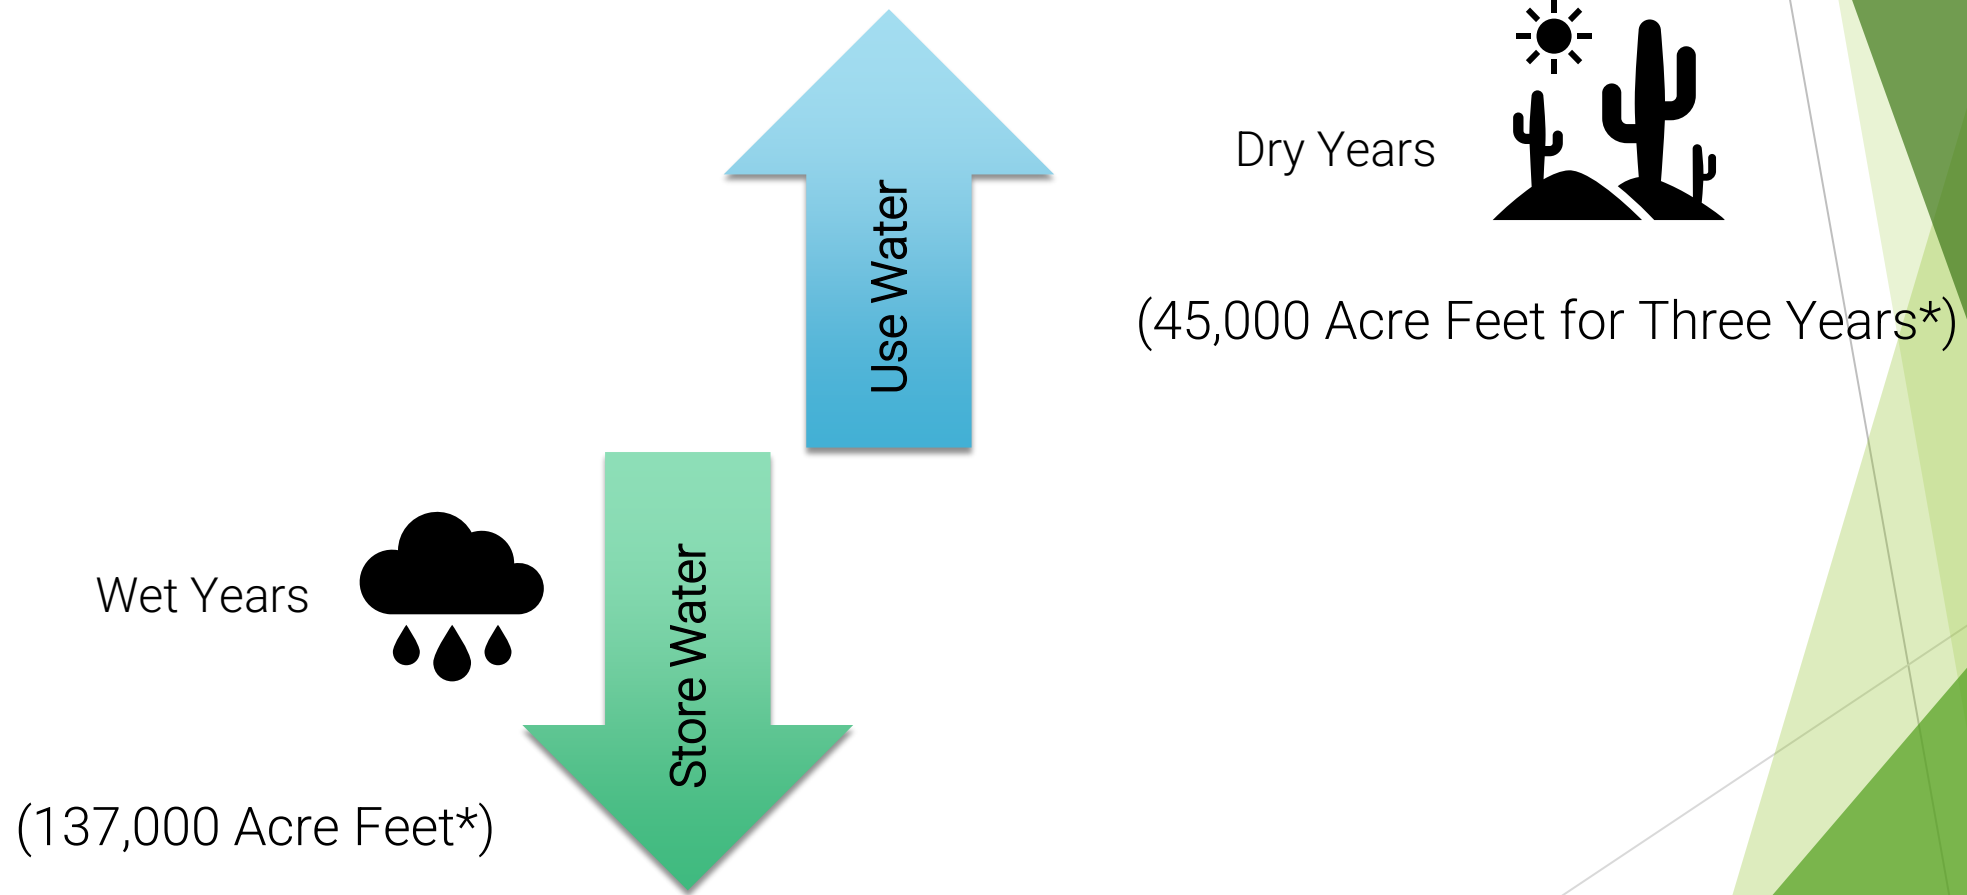 Dry Years
Use Water
(45,000 Acre Feet for Three Years*)
Wet Years
Store Water
(137,000 Acre Feet*)